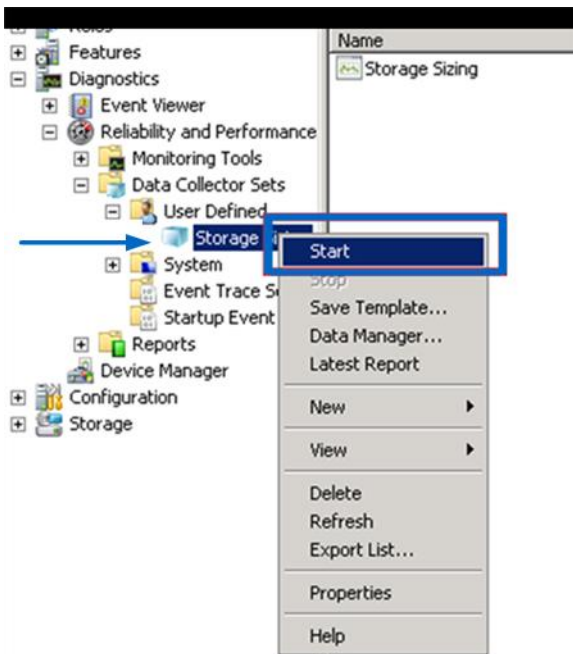 Name
Features
Storage Sizing
Diagnostics
Event Viewer
Reliability and Performance
Monitoring Tools
Data Collector Sets
User Defined
Storage
Start
System
Stop
Event Trace
Save Template...
Startup Event
Data Manager...
Reports
Latest Report
Device Manager
Configuration
New
Storage
View
Delete
Refresh
Export List...
Properties
Help